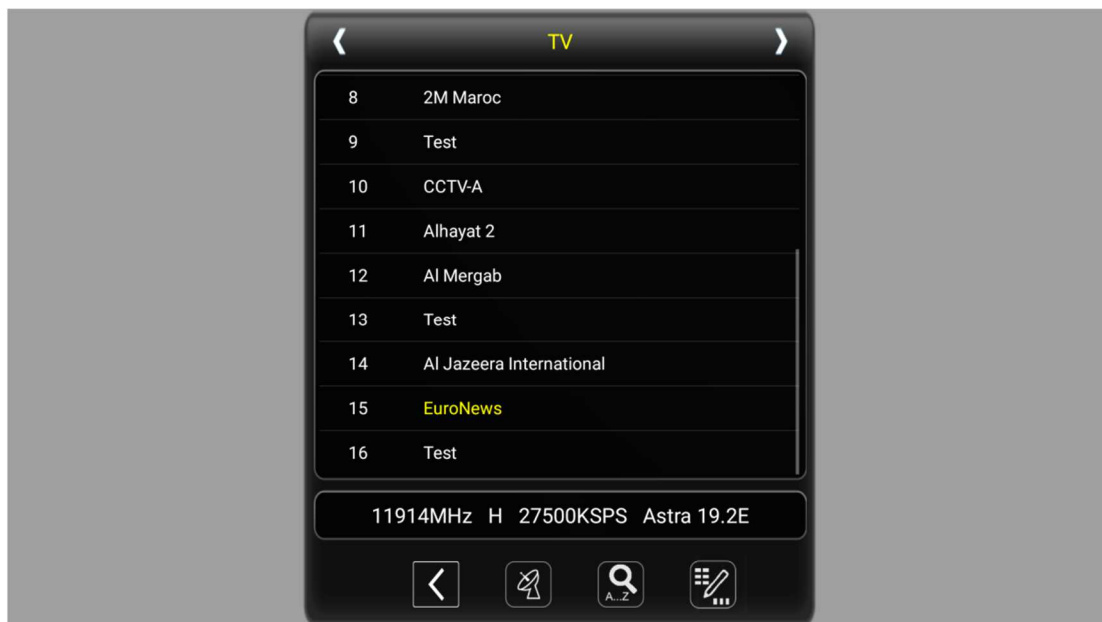 TV
8 2M Maroc
9 Test
10 CCTV-A
11 Alhayat 2
12 Al Mergab
13 Test
14 Al Jazeera International
15 EuroNews
16 Test
11914MHz H 27500KSPS Astra 19.2E
A...Z